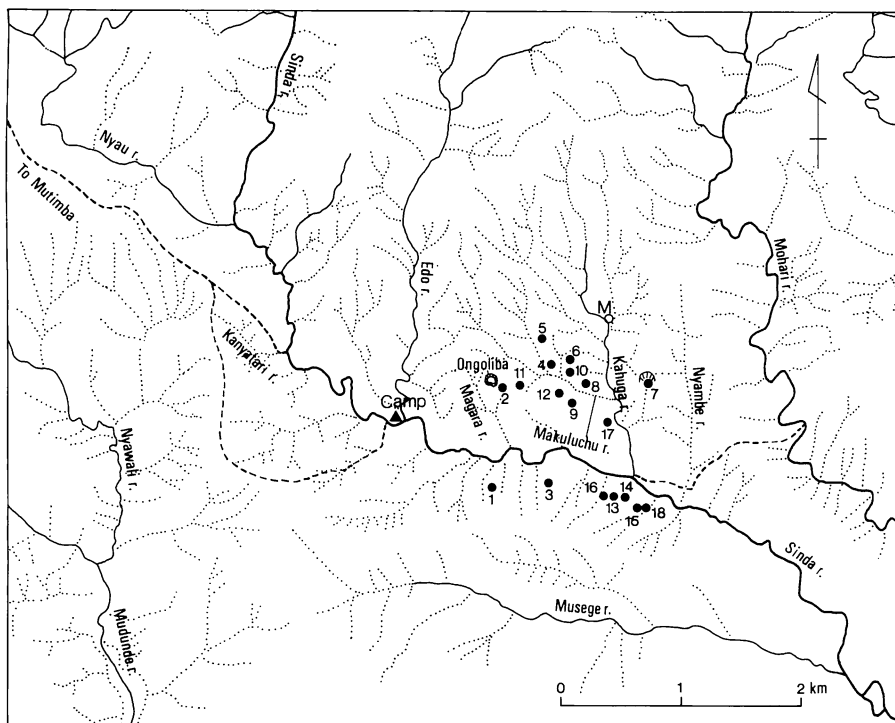 Sinda r.
Nyau r.
To Mutimba
Mohari r.
Edo r.
M
5
6
Kanyatari r.
Ongoliba
4
10
11
8
Kahuga r.
7
2
12
9
Nyambe r.
Camp
Magara r.
17
Makuluchu r.
Nyawali r.
1
3
16
14
13
15
18
Sinda r.
Musege r.
Mudunde r.
0 1 2 km